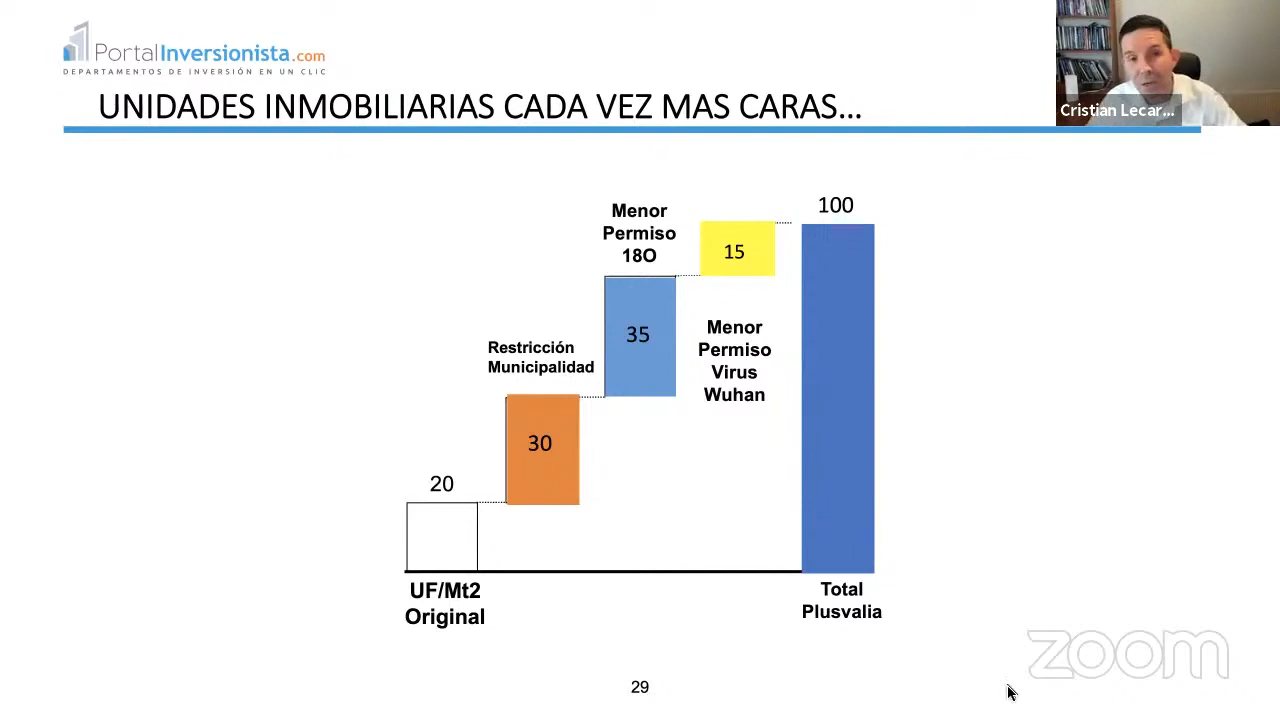 PortalInversionista.com
DEPARTAMENTOS DE INVERSIÓN EN UN CLIC
Cristian Lecar...
UNIDADES INMOBILIARIAS CADA VEZ MAS CARAS...
Menor
Permiso
18O
100
15
35
Menor
Permiso
Virus
Wuhan
Restricción
Municipalidad
30
20
UF/Mt2
Original
Total
Plusvalia
zoom
29